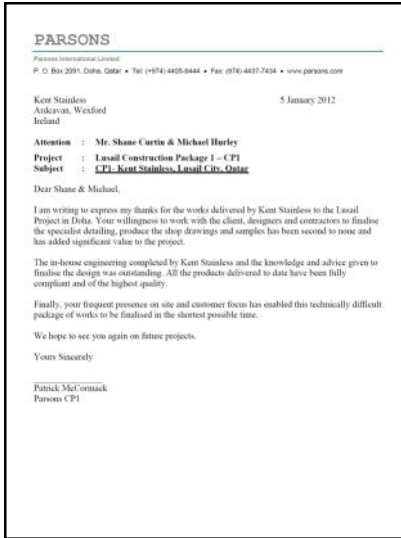 PARSONS
Parsons International Limited
P. O. Box 2091, Doha, Qatar • Tel: (+974) 4405-8444 • Fax: (974) 4437-7434 • www.parsons.com
Kent Stainless 5 January 2012
Ardcavan, Wexford
Ireland
Attention : Mr. Shane Curtin & Michael Hurley
Project : Lusail Construction Package 1 – CP1
Subject : CP1- Kent Stainless, Lusail City, Qatar
Dear Shane & Michael,
I am writing to express my thanks for the works delivered by Kent Stainless to the Lusail
Project in Doha. Your willingness to work with the client, designers and contractors to finalise
the specialist detailing, produce the shop drawings and samples has been second to none and
has added significant value to the project.
The in-house engineering completed by Kent Stainless and the knowledge and advice given to
finalise the design was outstanding. All the products delivered to date have been fully
compliant and of the highest quality.
Finally, your frequent presence on site and customer focus has enabled this technically difficult
package of works to be finalised in the shortest possible time.
We hope to see you again on future projects.
Yours Sincerely
Patrick McCormack
Parsons CP1